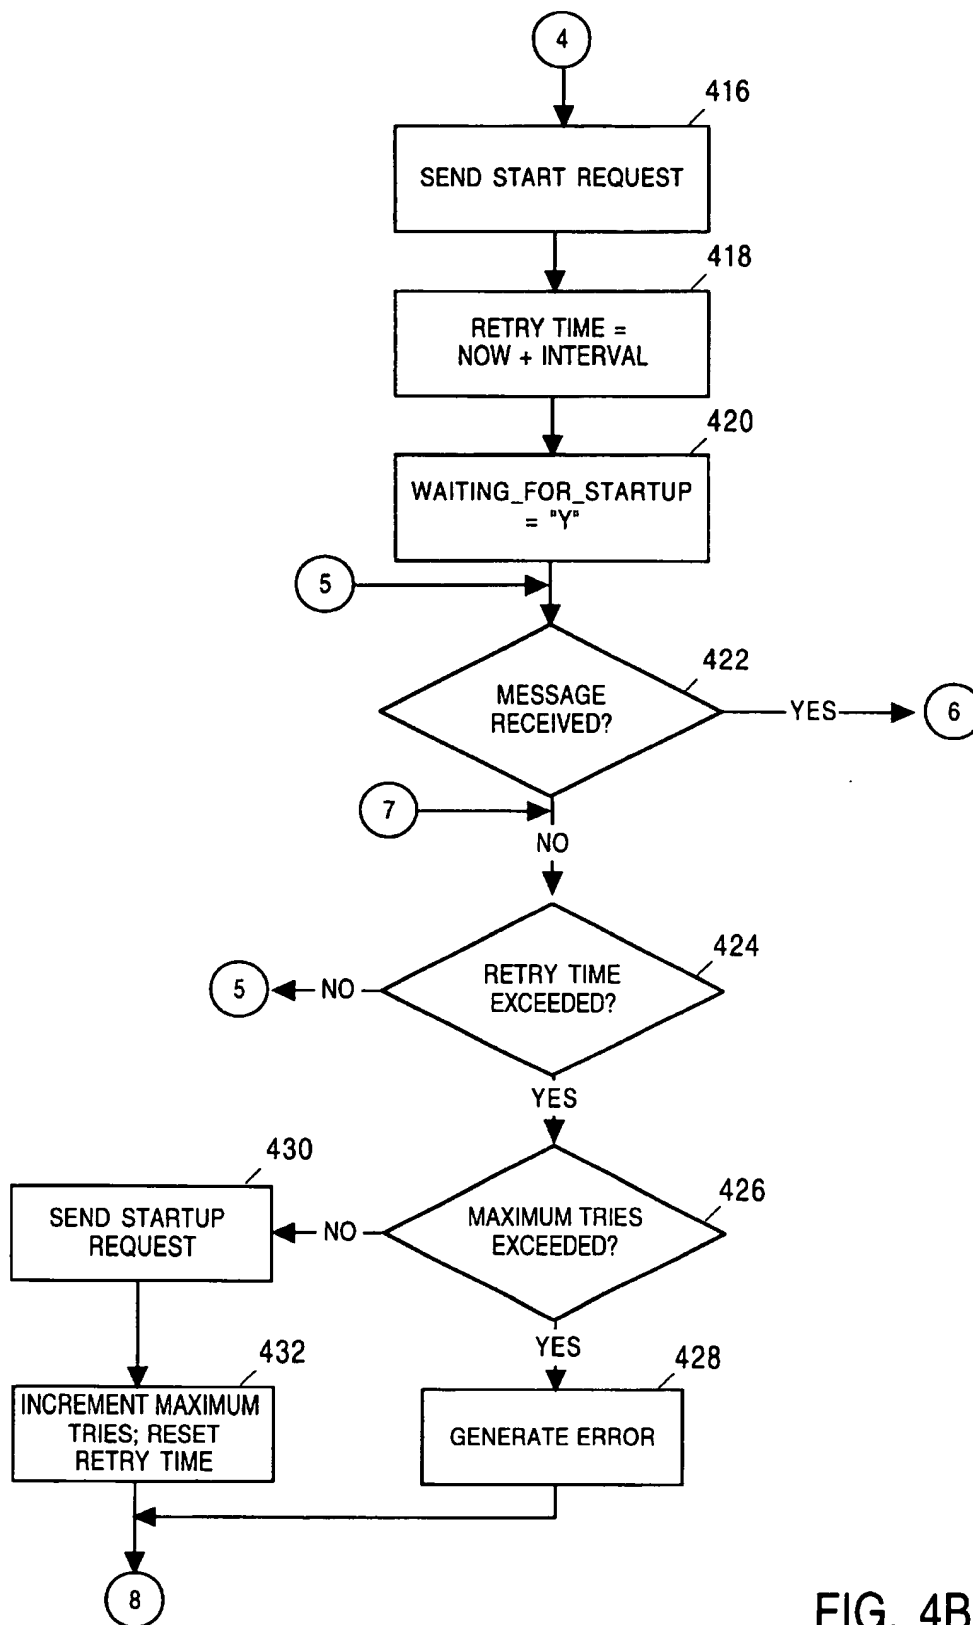 4
416
SEND START REQUEST
418
RETRY TIME =
NOW + INTERVAL
420
WAITING_FOR_STARTUP
= "Y"
5
422
MESSAGE
RECEIVED?
YES
6
7
NO
424
RETRY TIME
EXCEEDED?
NO
5
YES
426
MAXIMUM TRIES
EXCEEDED?
NO
430
SEND STARTUP
REQUEST
YES
432
INCREMENT MAXIMUM
TRIES; RESET
RETRY TIME
428
GENERATE ERROR
8
FIG. 4B